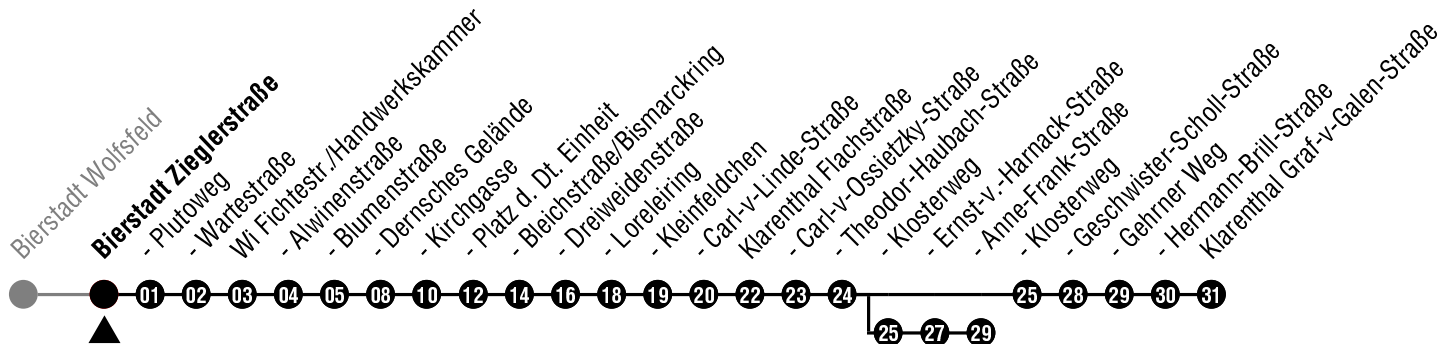 Bierstadt Wolfsfeld
Bierstadt Zieglerstraße
- Plutoweg
- Wartestraße
Wi Fichtestr./Handwerkskammer
- Alwinenstraße
- Blumenstraße
- Dernsches Gelände
- Kirchgasse
- Platz d. Dt. Einheit
- Bleichstraße/Bismarckring
- Dreiweidenstraße
- Loreleiring
- Kleinfeldchen
- Carl-v-Linde-Straße
Klarenthal Flachstraße
- Carl-v-Ossietzky-Straße
- Theodor-Haubach-Straße
- Klosterweg
- Ernst-v.-Harnack-Straße
- Anne-Frank-Straße
- Klosterweg
- Geschwister-Scholl-Straße
- Gehrner Weg
- Hermann-Brill-Straße
Klarenthal Graf-v-Galen-Straße
01 02 03 04 05 08 10 12 14 16 18 19 20 22 23 24 25 28 29 30 31
25 27 29